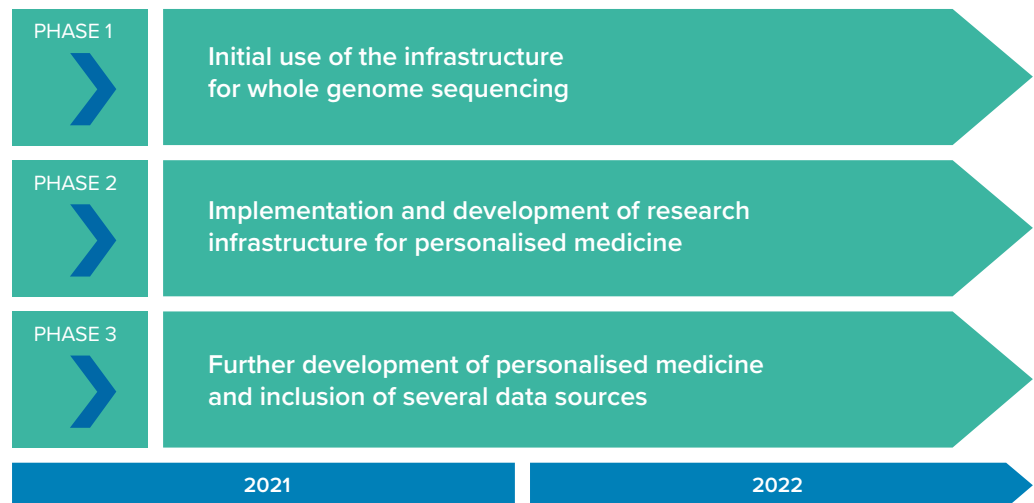 PHASE 1
Initial use of the infrastructure
for whole genome sequencing
PHASE 2
Implementation and development of research
infrastructure for personalised medicine
PHASE 3
Further development of personalised medicine
and inclusion of several data sources
2021
2022